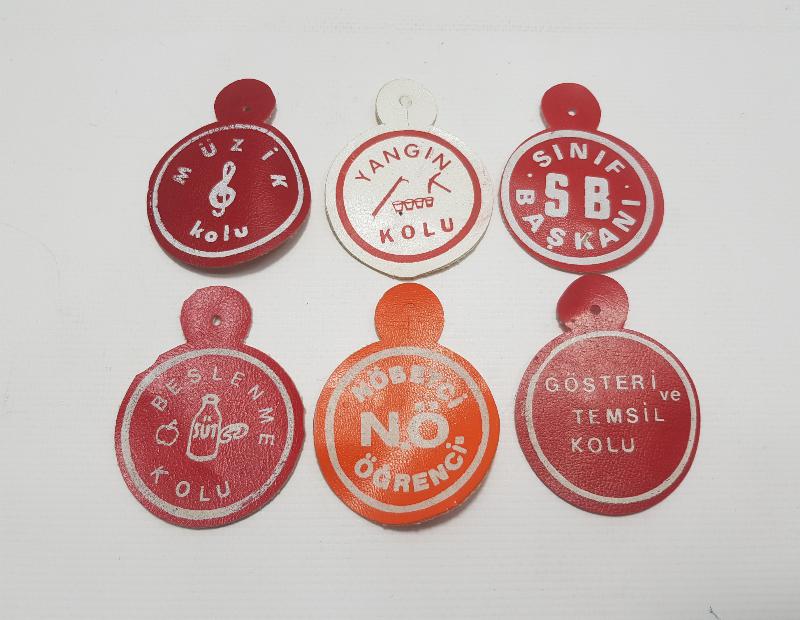 MÜZİK
kolu
YANGIN
KOLU
SINIF
SB
BAŞKANI
BESLENME
SÜT
KOLU
NÖBETÇİ
N.Ö.
ÖĞRENCİ
GÖSTERİ ve
TEMSİL
KOLU